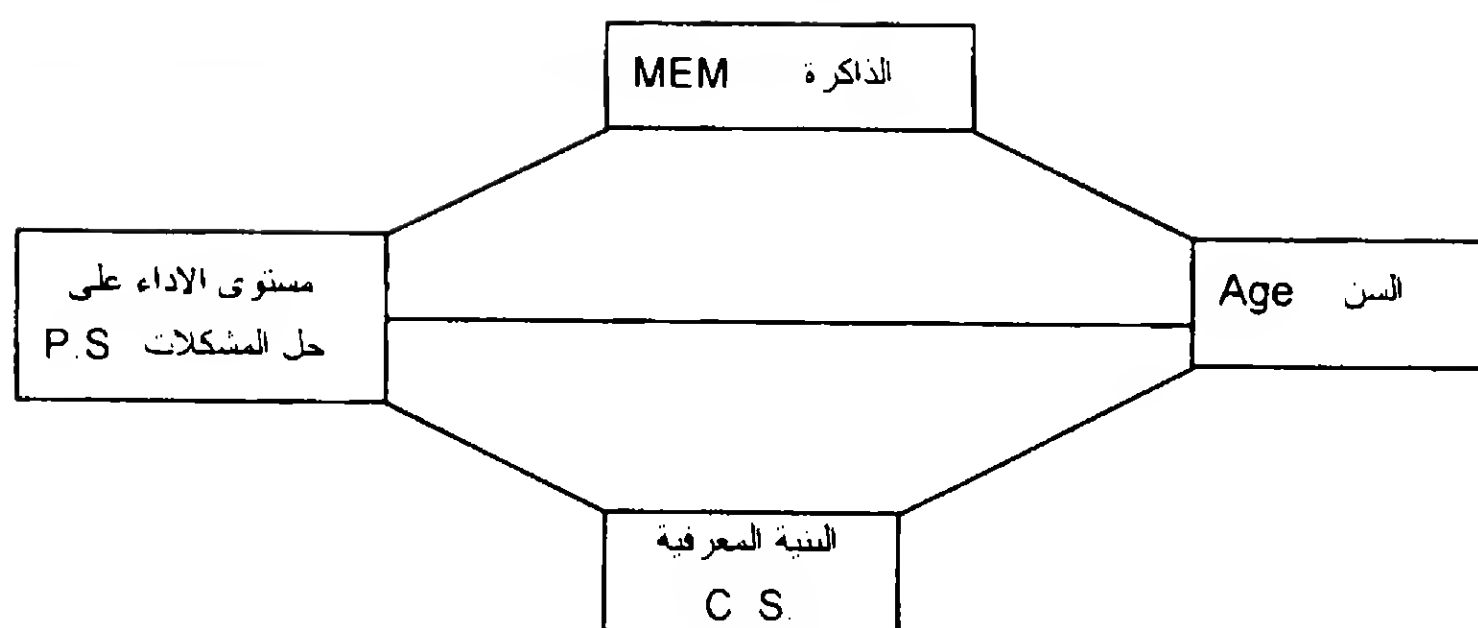 الذاكرة MEM
السن Age
مستوى الاداء على
حل المشكلات P.S
البنية المعرفية
C S.